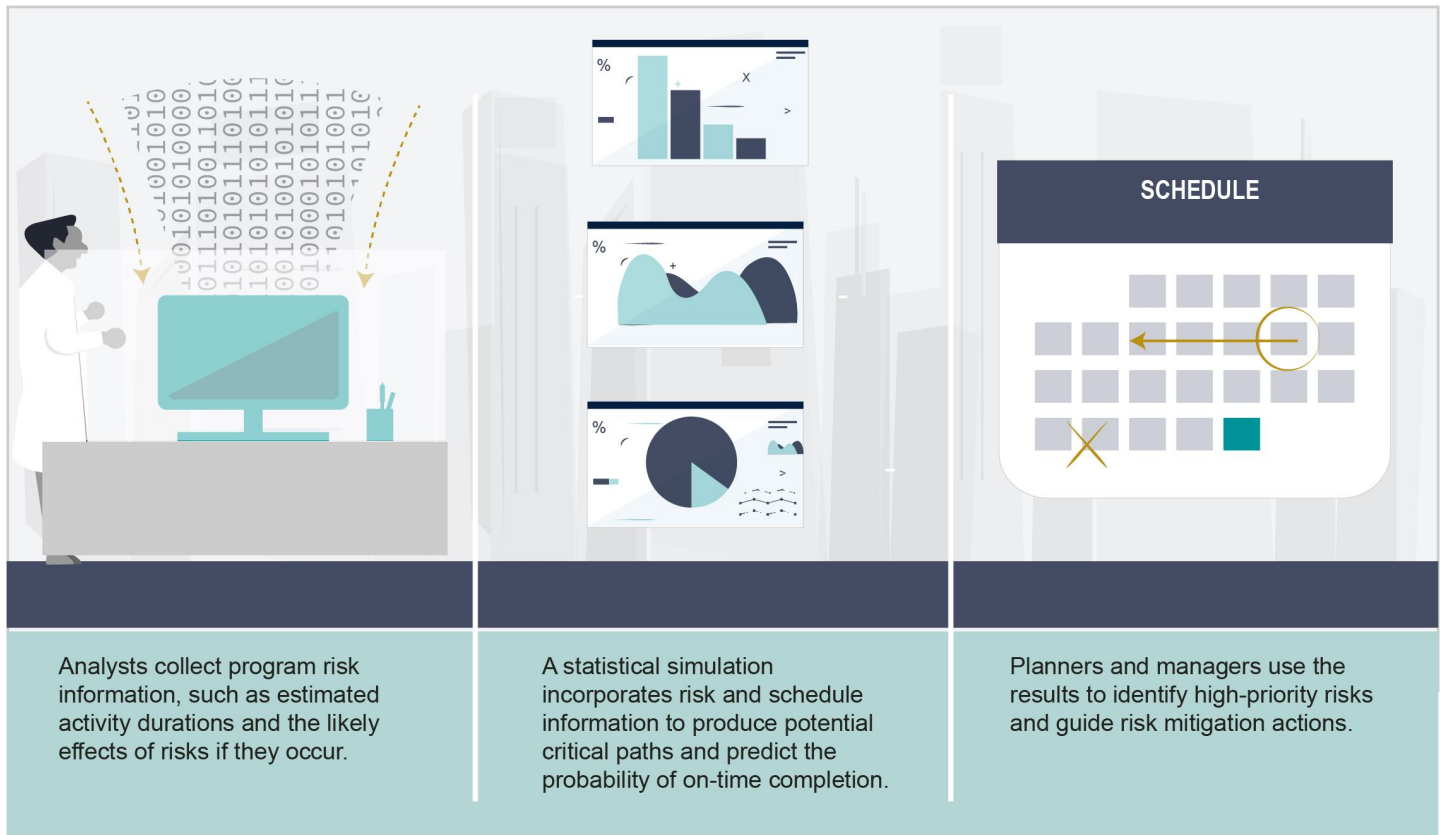 SCHEDULE
Analysts collect program risk
information, such as estimated
activity durations and the likely
effects of risks if they occur.
A statistical simulation
incorporates risk and schedule
information to produce potential
critical paths and predict the
probability of on-time completion.
Planners and managers use the
results to identify high-priority risks
and guide risk mitigation actions.